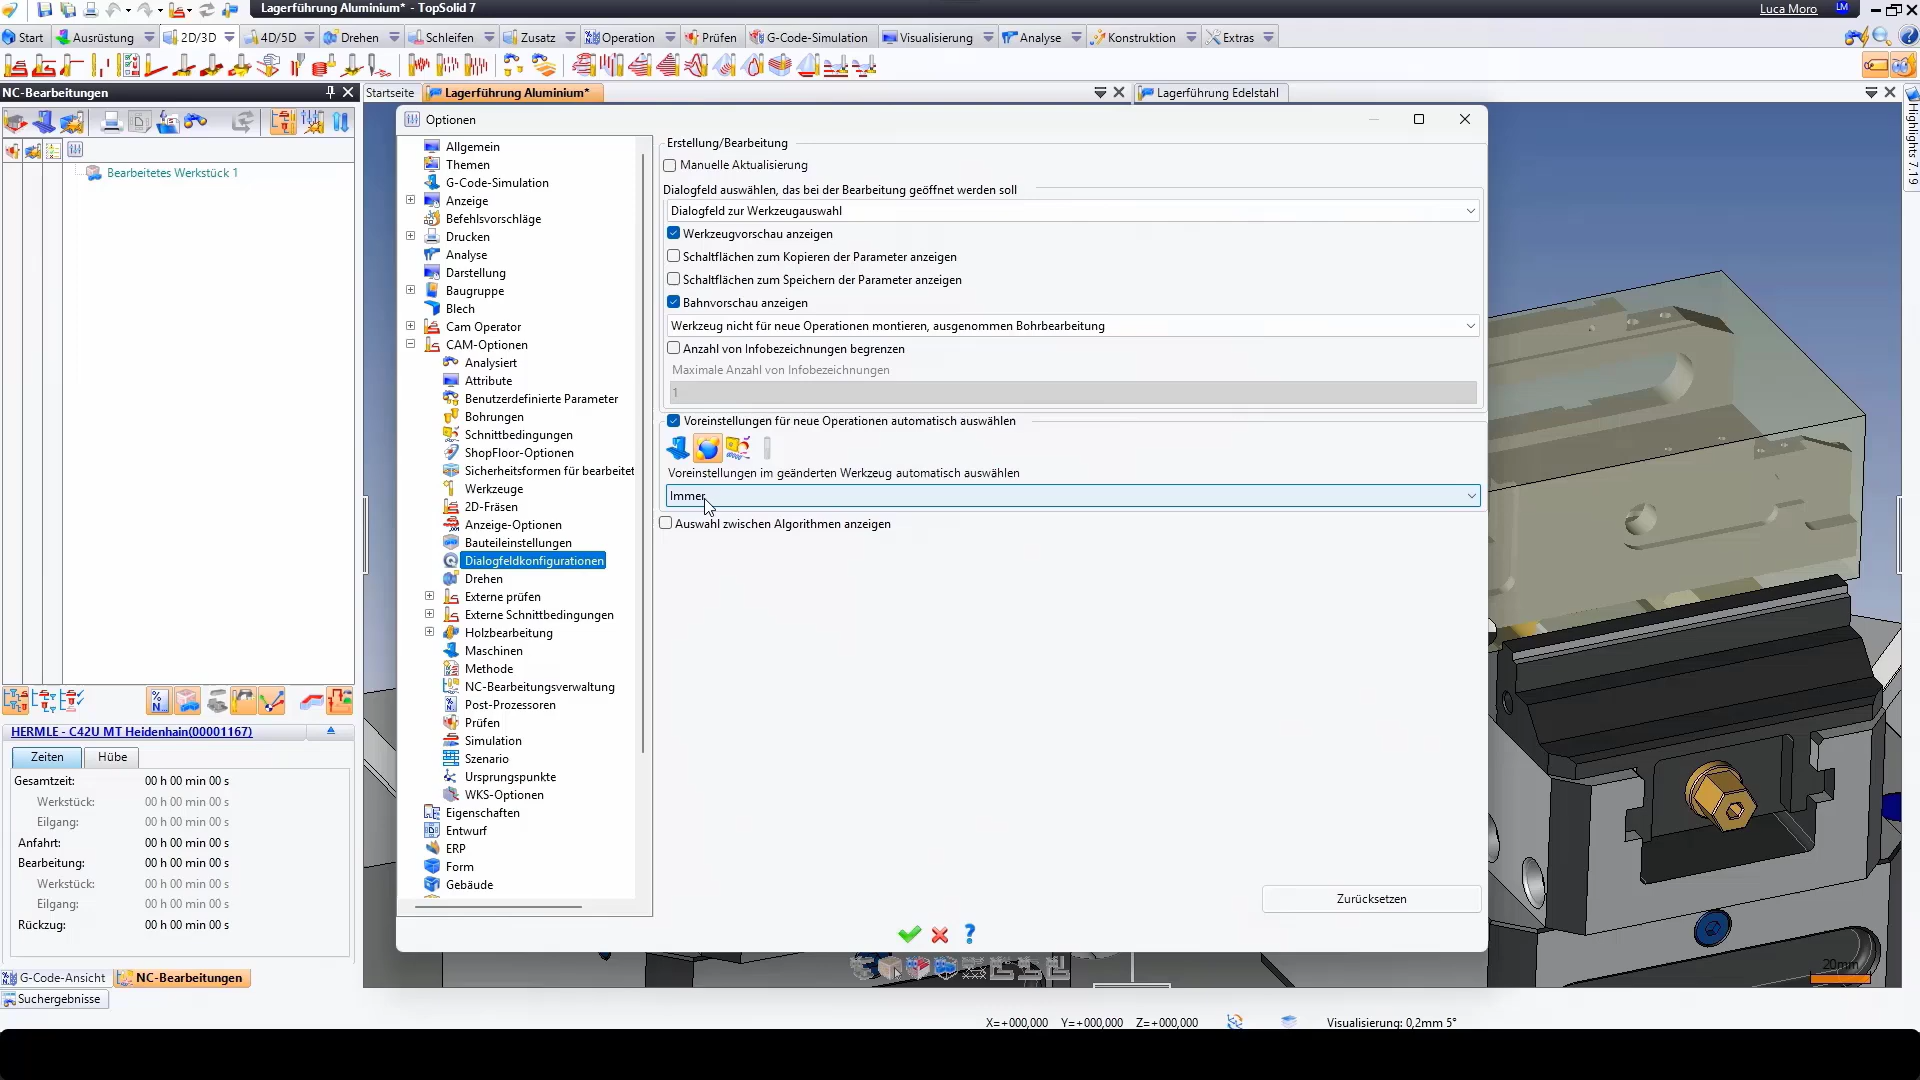 Lagerführung Aluminium* - TopSolid 7
Luca Moro
LM
Start
Ausrüstung
2D/3D
4D/5D
Drehen
Schleifen
Zusatz
Operation
Prüfen
G-Code-Simulation
Visualisierung
Analyse
Konstruktion
Extras
NC-Bearbeitungen
Startseite
Lagerführung Aluminium*
Lagerführung Edelstahl
Highlights 7.19
Bearbeitetes Werkstück 1
Optionen
Allgemein
Themen
G-Code-Simulation
Anzeige
Befehlsvorschläge
Drucken
Analyse
Darstellung
Baugruppe
Blech
Cam Operator
CAM-Optionen
Analysiert
Attribute
Benutzerdefinierte Parameter
Bohrungen
Schnittbedingungen
ShopFloor-Optionen
Sicherheitsformen für bearbeitet
Werkzeuge
2D-Fräsen
Anzeige-Optionen
Bauteileinstellungen
Dialogfeldkonfigurationen
Drehen
Externe prüfen
Externe Schnittbedingungen
Holzbearbeitung
Maschinen
Methode
NC-Bearbeitungsverwaltung
Post-Prozessoren
Prüfen
Simulation
Szenario
Ursprungspunkte
WKS-Optionen
Eigenschaften
Entwurf
ERP
Form
Gebäude
Erstellung/Bearbeitung
Manuelle Aktualisierung
Dialogfeld auswählen, das bei der Bearbeitung geöffnet werden soll
Dialogfeld zur Werkzeugauswahl
Werkzeugvorschau anzeigen
Schaltflächen zum Kopieren der Parameter anzeigen
Schaltflächen zum Speichern der Parameter anzeigen
Bahnvorschau anzeigen
Werkzeug nicht für neue Operationen montieren, ausgenommen Bohrbearbeitung
Anzahl von Infobezeichnungen begrenzen
Maximale Anzahl von Infobezeichnungen
1
Voreinstellungen für neue Operationen automatisch auswählen
Voreinstellungen im geänderten Werkzeug automatisch auswählen
Immer
Auswahl zwischen Algorithmen anzeigen
Zurücksetzen
HERMLE - C42U MT Heidenhain(00001167)
Zeiten
Hübe
Gesamtzeit: 00 h 00 min 00 s
Werkstück: 00 h 00 min 00 s
Eilgang: 00 h 00 min 00 s
Anfahrt: 00 h 00 min 00 s
Bearbeitung: 00 h 00 min 00 s
Werkstück: 00 h 00 min 00 s
Eilgang: 00 h 00 min 00 s
Rückzug: 00 h 00 min 00 s
G-Code-Ansicht
NC-Bearbeitungen
Suchergebnisse
20mm
X=+000,000 Y=+000,000 Z=+000,000
Visualisierung: 0,2mm 5°